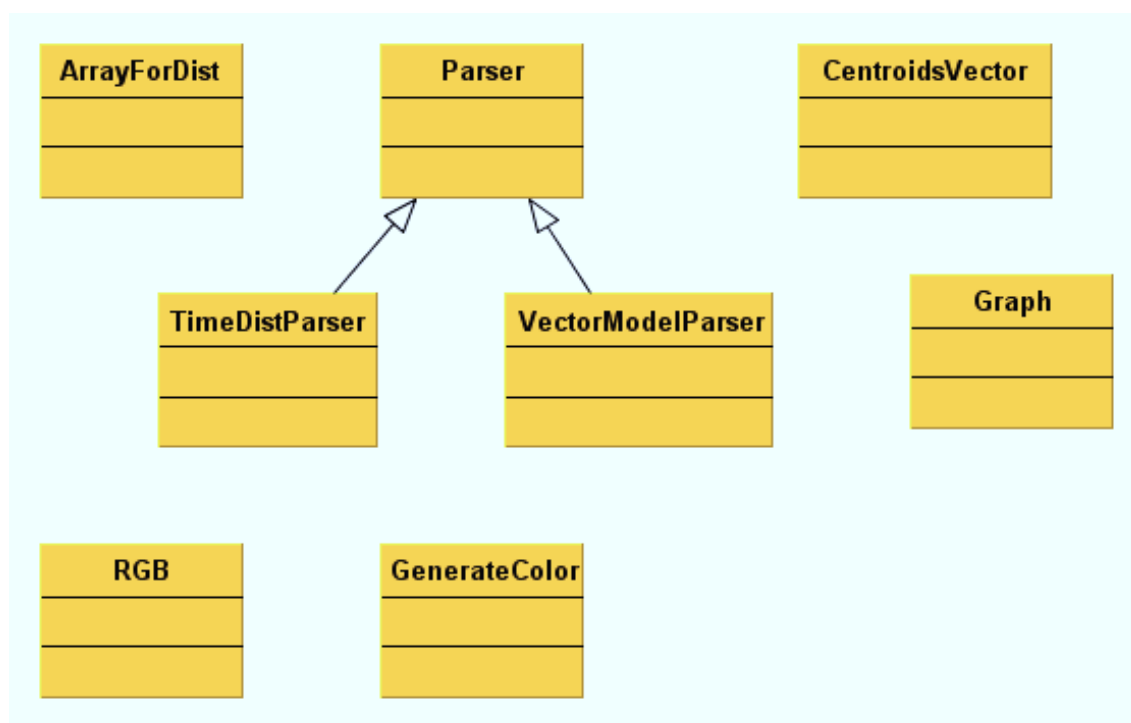 ArrayForDist
Parser
CentroidsVector
TimeDistParser
VectorModelParser
Graph
RGB
GenerateColor